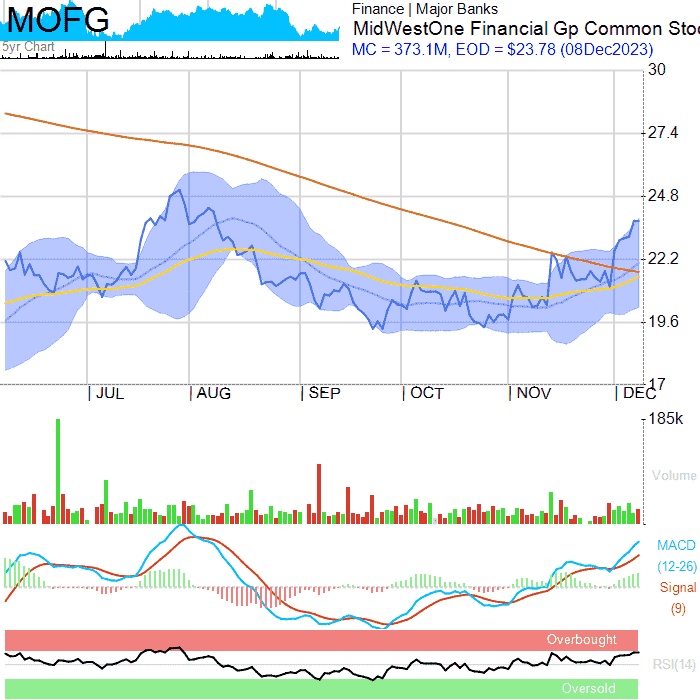 MOFG
5yr Chart
Finance | Major Banks
MidWestOne Financial Gp Common Stoc
MC = 373.1M, EOD = $23.78 (08Dec2023)
30
27.4
24.8
22.2
19.6
17
JUL AUG SEP OCT NOV DEC
185k
Volume
MACD
(12-26)
Signal
(9)
Overbought
RSI(14)
Oversold